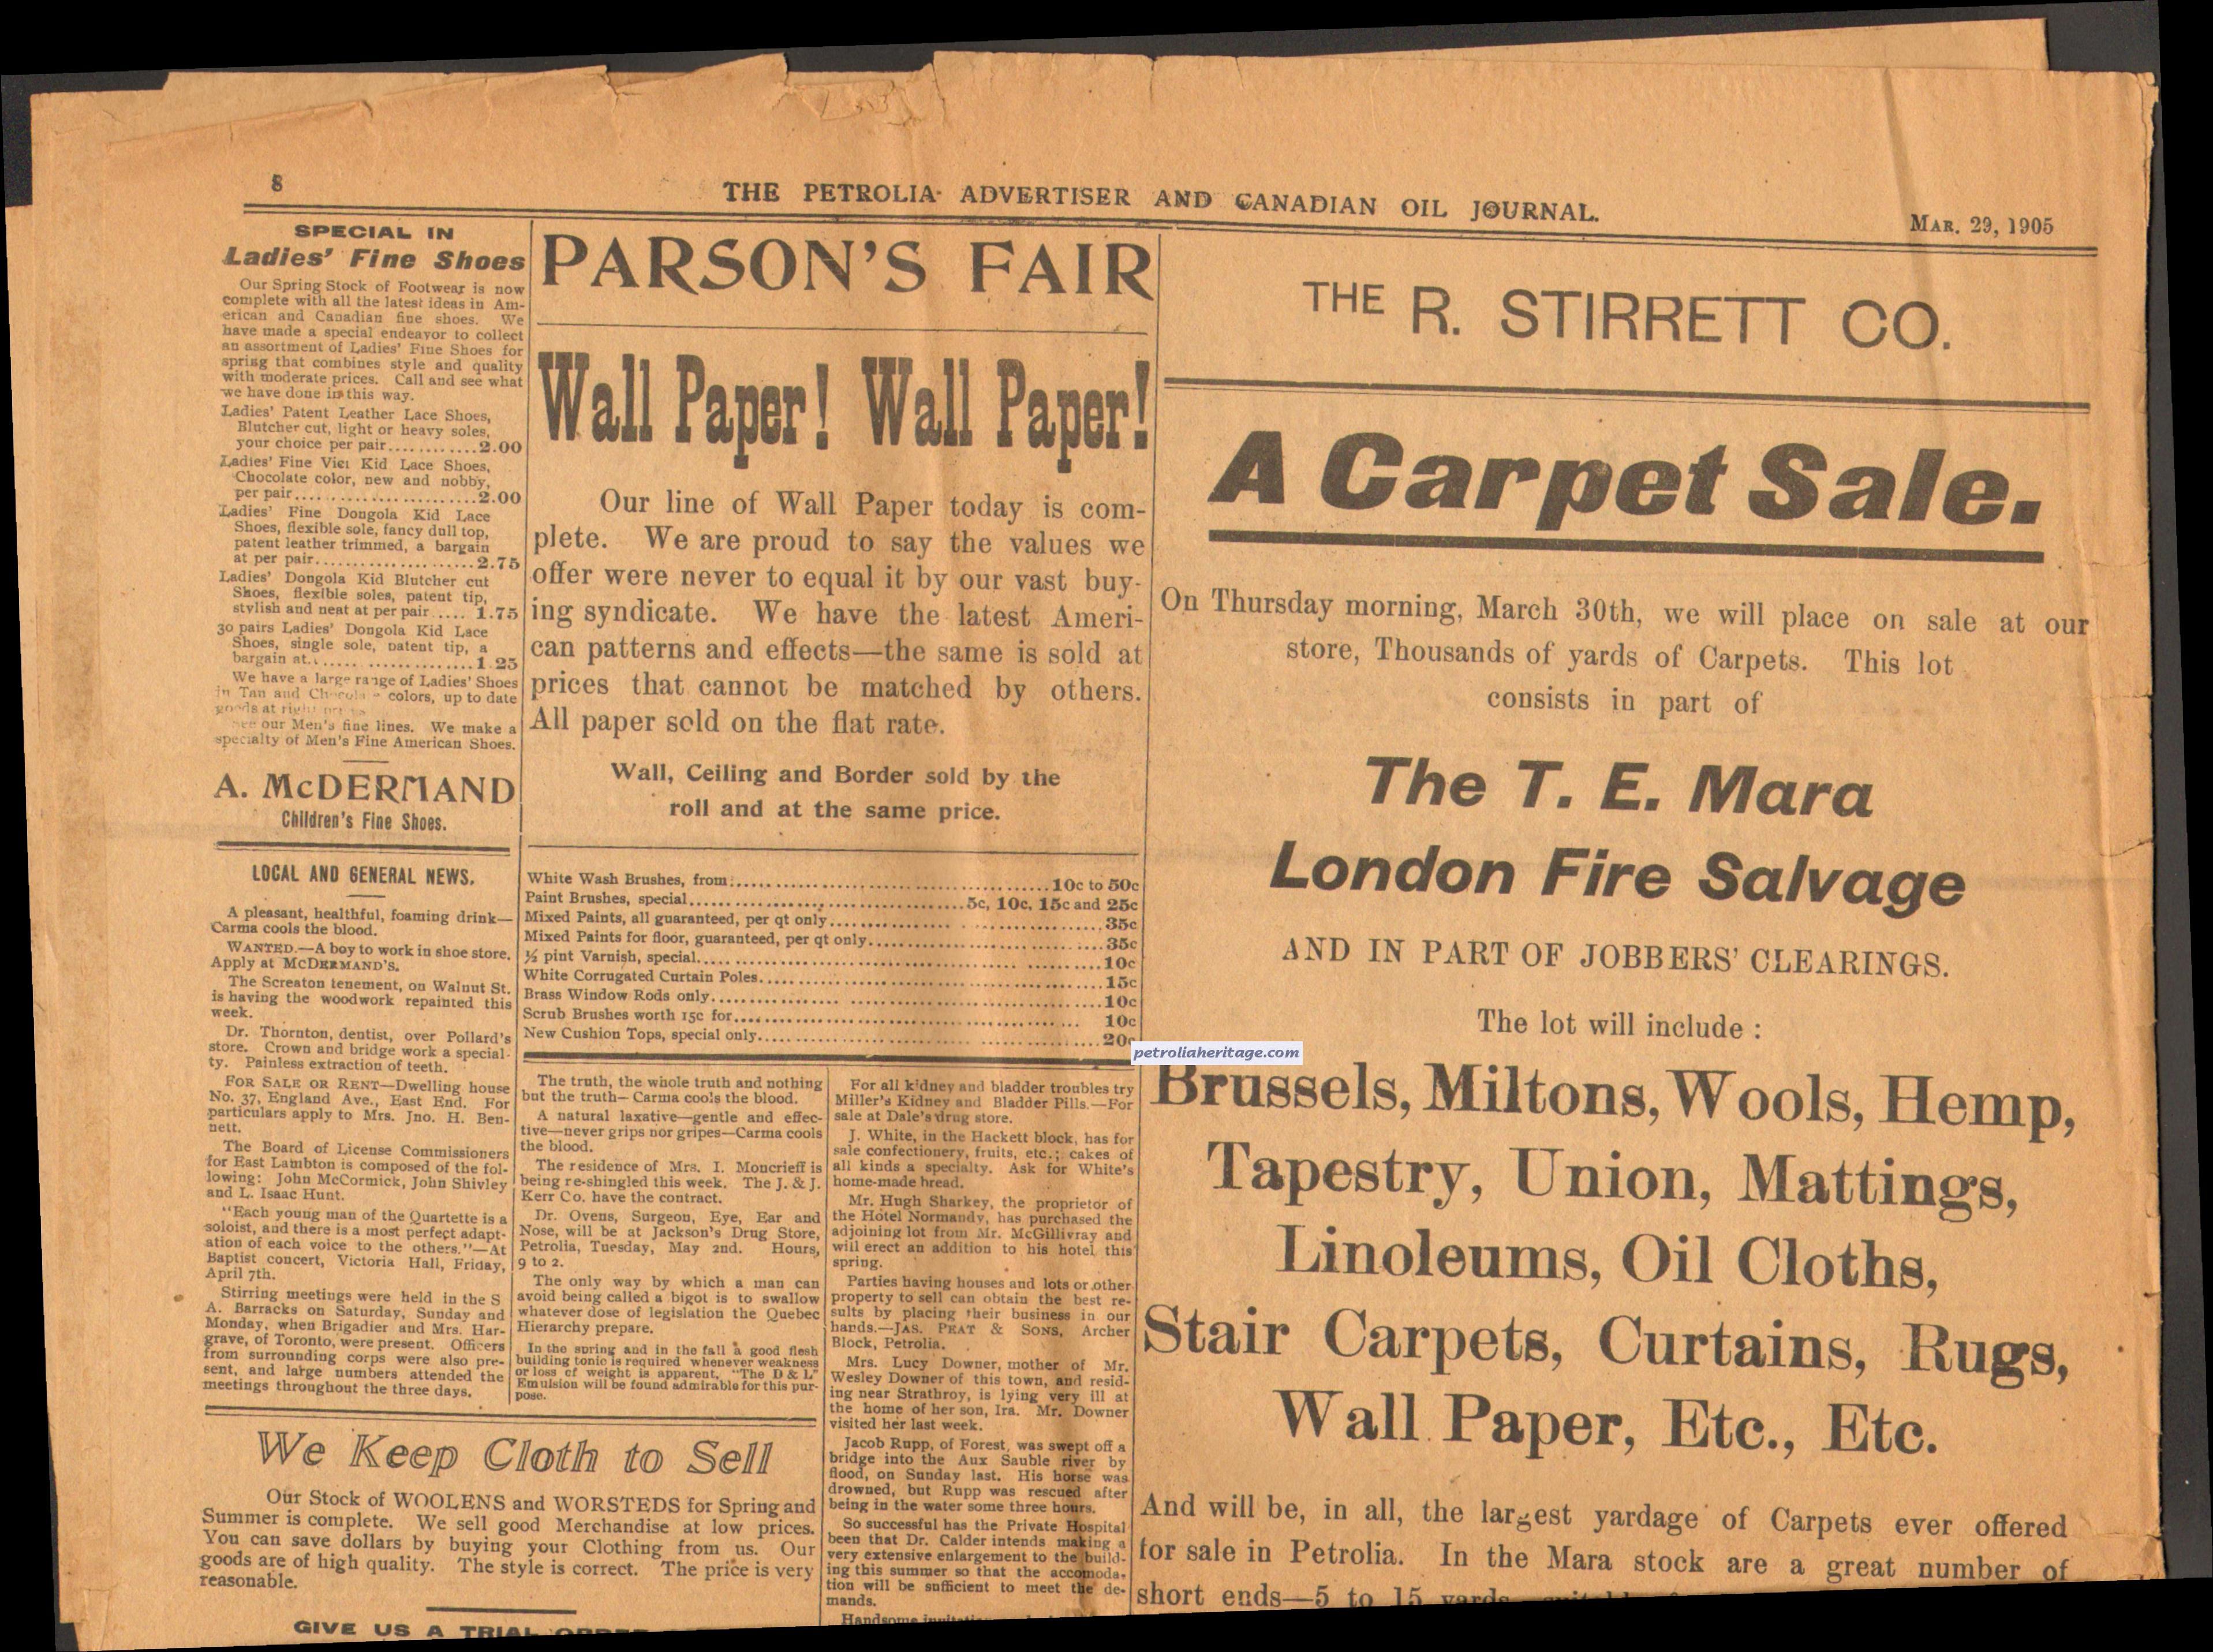 8
THE PETROLIA ADVERTISER AND CANADIAN OIL JOURNAL.
MAR. 29, 1905
SPECIAL IN
Ladies' Fine Shoes
Our Spring Stock of Footwear is now
complete with all the latest ideas in Am-
erican and Canadian fine shoes. We
have made a special endeavor to collect
an assortment of Ladies' Fine Shoes for
spring that combines style and quality
with moderate prices. Call and see what
we have done in this way.
Ladies' Patent Leather Lace Shoes,
Blutcher cut, light or heavy soles,
your choice per pair............2.00
Ladies' Fine Vici Kid Lace Shoes,
Chocolate color, new and nobby,
per pair........................2.00
Ladies' Fine Dongola Kid Lace
Shoes, flexible sole, fancy dull top,
patent leather trimmed, a bargain
at per pair.....................2.75
Ladies' Dongola Kid Blutcher cut
Shoes, flexible soles, patent tip,
stylish and neat at per pair..... 1.75
30 pairs Ladies' Dongola Kid Lace
Shoes, single sole, patent tip, a
bargain at......................1.25
We have a large range of Ladies' Shoes
in Tan and colors, up to date
goods at right
see our Men's fine lines. We make a
specialty of Men's Fine American Shoes.
A. McDERMAND
Children's Fine Shoes.
LOCAL AND GENERAL NEWS.
A pleasant, healthful, foaming drink—
Carma cools the blood.
WANTED.—A boy to work in shoe store.
Apply at McDERMAND'S.
The Screaton tenement, on Walnut St.
is having the woodwork repainted this
week.
Dr. Thornton, dentist, over Pollard's
store. Crown and bridge work a special-
ty. Painless extraction of teeth.
FOR SALE OR RENT—Dwelling house
No. 37, England Ave., East End. For
particulars apply to Mrs. Jno. H. Ben-
nett.
The Board of License Commissioners
for East Lambton is composed of the fol-
lowing: John McCormick, John Shivley
and L. Isaac Hunt.
"Each young man of the Quartette is a
soloist, and there is a most perfect adapt-
ation of each voice to the others."—At
Baptist concert, Victoria Hall, Friday,
April 7th.
Stirring meetings were held in the S
A. Barracks on Saturday, Sunday and
Monday, when Brigadier and Mrs. Har-
grave, of Toronto, were present. Officers
from surrounding corps were also pre-
sent, and large numbers attended the
meetings throughout the three days.
PARSON'S FAIR
Wall Paper! Wall Paper!
Our line of Wall Paper today is com-
plete. We are proud to say the values we
offer were never to equal it by our vast buy-
ing syndicate. We have the latest Ameri-
can patterns and effects—the same is sold at
prices that cannot be matched by others.
All paper sold on the flat rate.
Wall, Ceiling and Border sold by the
roll and at the same price.
White Wash Brushes, from..........10c to 50c
Paint Brushes, special..........5c, 10c, 15c and 25c
Mixed Paints, all guaranteed, per qt only..........35c
Mixed Paints for floor, guaranteed, per qt only..........35c
½ pint Varnish, special..........10c
White Corrugated Curtain Poles..........15c
Brass Window Rods only..........10c
Scrub Brushes worth 15c for.......... 10c
New Cushion Tops, special only..........20c
The truth, the whole truth and nothing
but the truth—Carma cools the blood.
A natural laxative—gentle and effec-
tive—never grips nor gripes—Carma cools
the blood.
The residence of Mrs. I. Moncrieff is
being re-shingled this week. The J. & J.
Kerr Co. have the contract.
Dr. Ovens, Surgeon, Eye, Ear and
Nose, will be at Jackson's Drug Store,
Petrolia, Tuesday, May 2nd. Hours,
9 to 2.
The only way by which a man can
avoid being called a bigot is to swallow
whatever dose of legislation the Quebec
Hierarchy prepare.
In the spring and in the fall a good flesh
building tonic is required whenever weakness
or loss of weight is apparent, "The D & L"
Emulsion will be found admirable for this pur-
pose.
For all kidney and bladder troubles try
Miller's Kidney and Bladder Pills.—For
sale at Dale's drug store.
J. White, in the Hackett block, has for
sale confectionery, fruits, etc.; cakes of
all kinds a specialty. Ask for White's
home-made bread.
Mr. Hugh Sharkey, the proprietor of
the Hotel Normandy, has purchased the
adjoining lot from Mr. McGillivray and
will erect an addition to his hotel this
spring.
Parties having houses and lots or other
property to sell can obtain the best re-
sults by placing their business in our
hands.—JAS. PEAT & SONS, Archer
Block, Petrolia.
Mrs. Lucy Downer, mother of Mr.
Wesley Downer of this town, and resid-
ing near Strathroy, is lying very ill at
the home of her son, Ira. Mr. Downer
visited her last week.
Jacob Rupp, of Forest, was swept off a
bridge into the Aux Sauble river by
flood, on Sunday last. His horse was
drowned, but Rupp was rescued after
being in the water some three hours.
So successful has the Private Hospital
been that Dr. Calder intends making a
very extensive enlargement to the build-
ing this summer so that the accomoda-
tion will be sufficient to meet the de-
mands.
Handsome
We Keep Cloth to Sell
Our Stock of WOOLENS and WORSTEDS for Spring and
Summer is complete. We sell good Merchandise at low prices.
You can save dollars by buying your Clothing from us. Our
goods are of high quality. The style is correct. The price is very
reasonable.
GIVE US A TRIAL ORDER
THE R. STIRRETT CO.
A Carpet Sale.
On Thursday morning, March 30th, we will place on sale at our
store, Thousands of yards of Carpets. This lot
consists in part of
The T. E. Mara
London Fire Salvage
AND IN PART OF JOBBERS' CLEARINGS.
The lot will include :
petroliaheritage.com
Brussels, Miltons, Wools, Hemp,
Tapestry, Union, Mattings,
Linoleums, Oil Cloths,
Stair Carpets, Curtains, Rugs,
Wall Paper, Etc., Etc.
And will be, in all, the largest yardage of Carpets ever offered
for sale in Petrolia. In the Mara stock are a great number of
short ends—5 to 15 yards